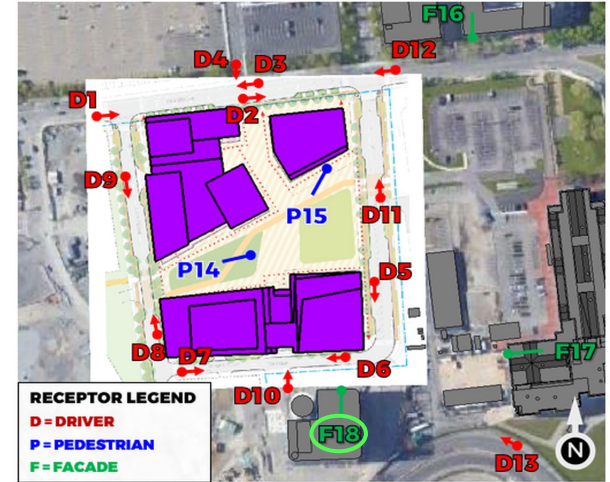 F16
D4
D3
D12
D1
D2
D9
P15
D11
P14
D5
D8
D7
D6
F17
D10
F18
D13
RECEPTOR LEGEND
D = DRIVER
P = PEDESTRIAN
F = FACADE
N